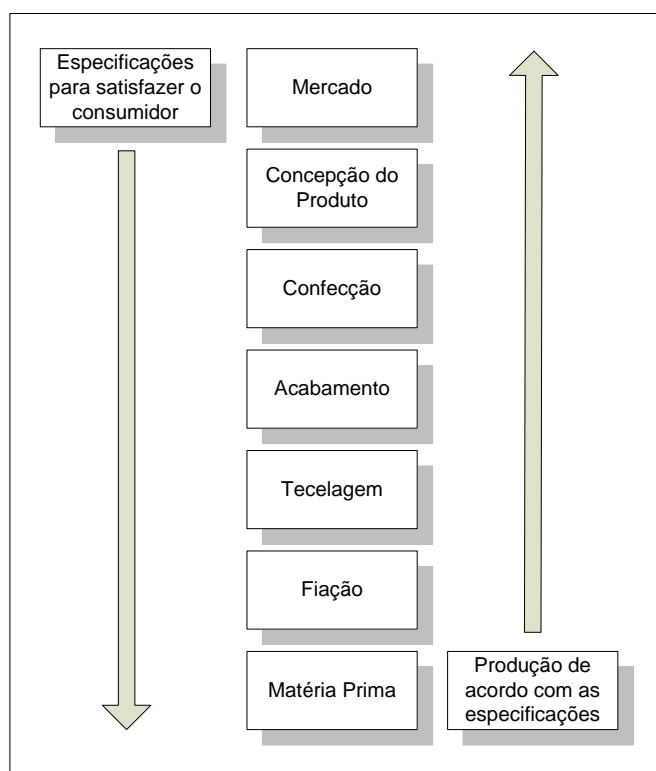 Especificações
para satisfazer o
consumidor
Mercado
Concepção do
Produto
Confecção
Acabamento
Tecelagem
Fiação
Matéria Prima
Produção de
acordo com as
especificações